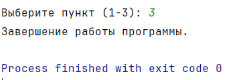 Выберите пункт (1-3): 3
Завершение работы программы.
Process finished with exit code 0